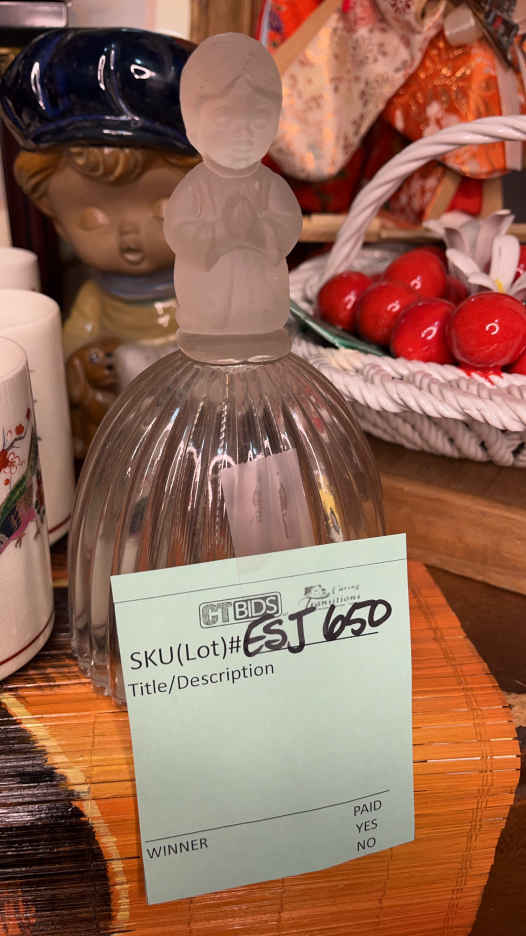 CTBIDS
Caring
Transitions
SKU(Lot)# ESJ 650
Title/Description
WINNER
PAID
YES
NO